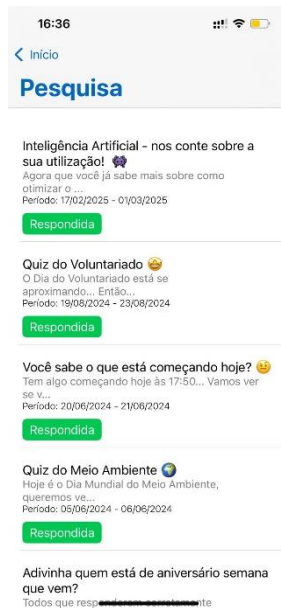 16:36
Início
Pesquisa
Inteligência Artificial - nos conte sobre a
sua utilização! 👾
Agora que você já sabe mais sobre como
otimizar o ...
Período: 17/02/2025 - 01/03/2025
Respondida
Quiz do Voluntariado 🤩
O Dia do Voluntariado está se
aproximando... Então...
Período: 19/08/2024 - 23/08/2024
Respondida
Você sabe o que está começando hoje? 😆
Tem algo começando hoje às 17:50... Vamos ver
se v...
Período: 20/06/2024 - 21/06/2024
Respondida
Quiz do Meio Ambiente 🌍
Hoje é o Dia Mundial do Meio Ambiente,
queremos ve...
Período: 05/06/2024 - 06/06/2024
Respondida
Adivinha quem está de aniversário semana
que vem?
Todos que responderam corretamente